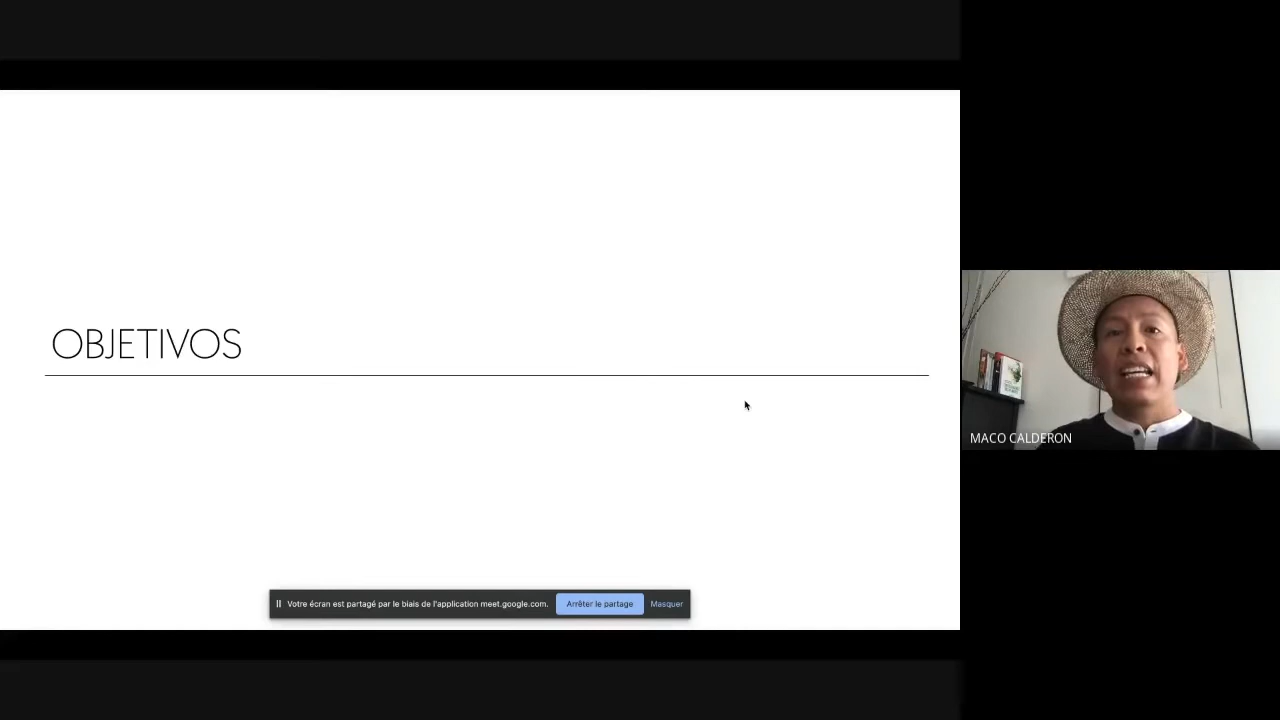 OBJETIVOS
MACO CALDERON
Votre écran est partagé par le biais de l'application meet.google.com. Arrêter le partage Masquer